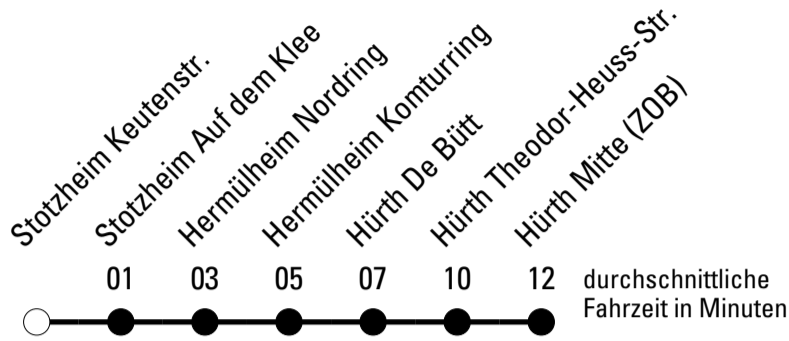 Stotzheim Keutenstr.
Stotzheim Auf dem Klee
Hermülheim Nordring
Hermülheim Komturring
Hürth De Bütt
Hürth Theodor-Heuss-Str.
Hürth Mitte (ZOB)
01 03 05 07 10 12 durchschnittliche
Fahrzeit in Minuten